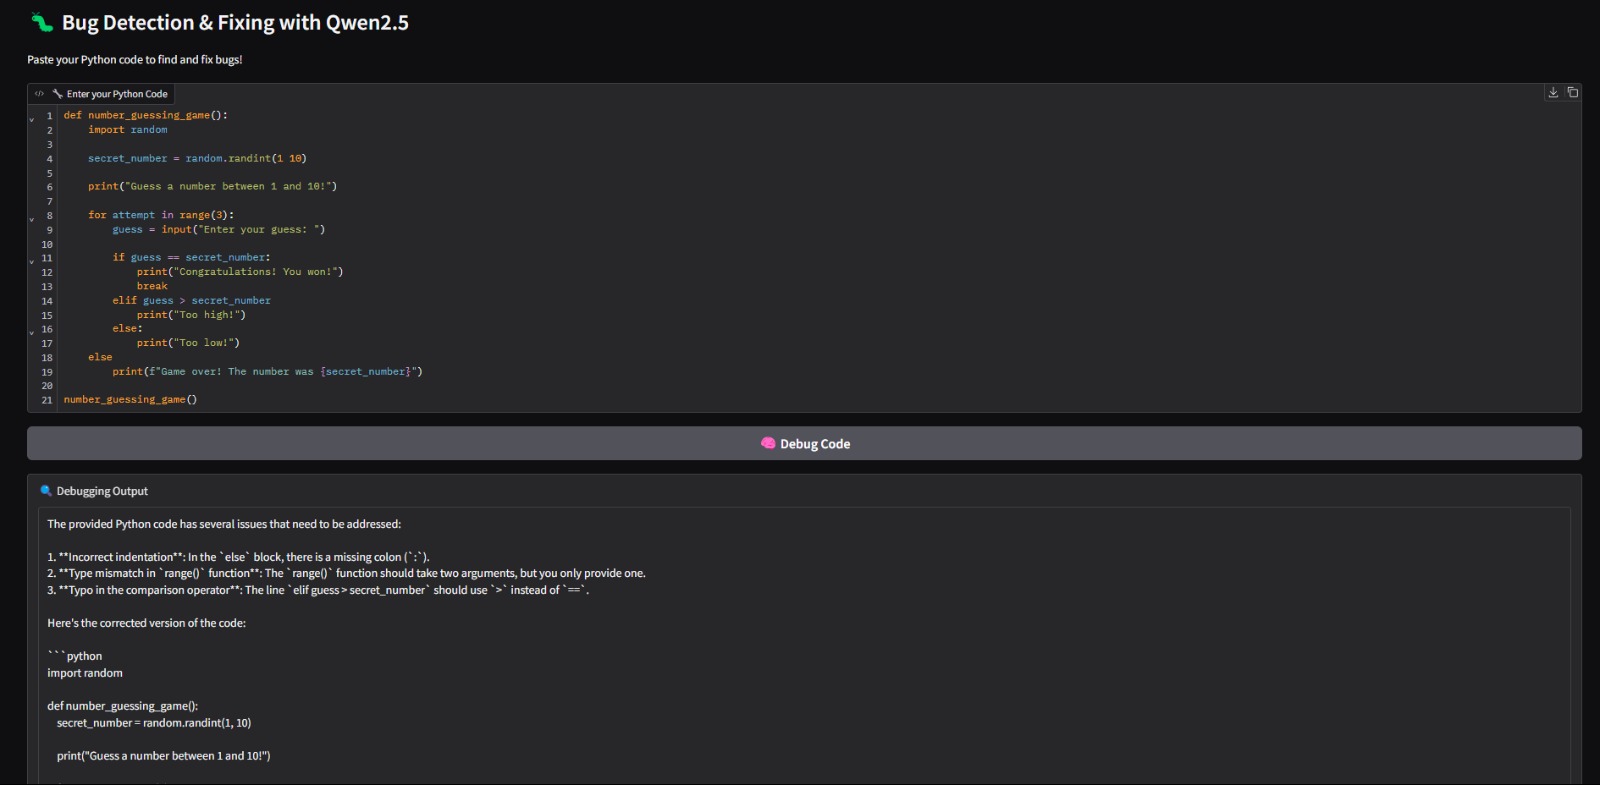 Bug Detection & Fixing with Qwen2.5
Paste your Python code to find and fix bugs!
Enter your Python Code
1 def number_guessing_game():
2     import random
3
4     secret_number = random.randint(1 10)
5
6     print("Guess a number between 1 and 10!")
7
8     for attempt in range(3):
9         guess = input("Enter your guess: ")
10
11         if guess == secret_number:
12             print("Congratulations! You won!")
13             break
14         elif guess > secret_number
15             print("Too high!")
16         else:
17             print("Too low!")
18     else
19         print(f"Game over! The number was {secret_number}")
20
21 number_guessing_game()
Debug Code
Debugging Output
The provided Python code has several issues that need to be addressed:
1. **Incorrect indentation**: In the `else` block, there is a missing colon (`:`).
2. **Type mismatch in `range()` function**: The `range()` function should take two arguments, but you only provide one.
3. **Typo in the comparison operator**: The line `elif guess > secret_number` should use `>` instead of `==`.
Here's the corrected version of the code:
```python
import random
def number_guessing_game():
    secret_number = random.randint(1, 10)
    print("Guess a number between 1 and 10!")